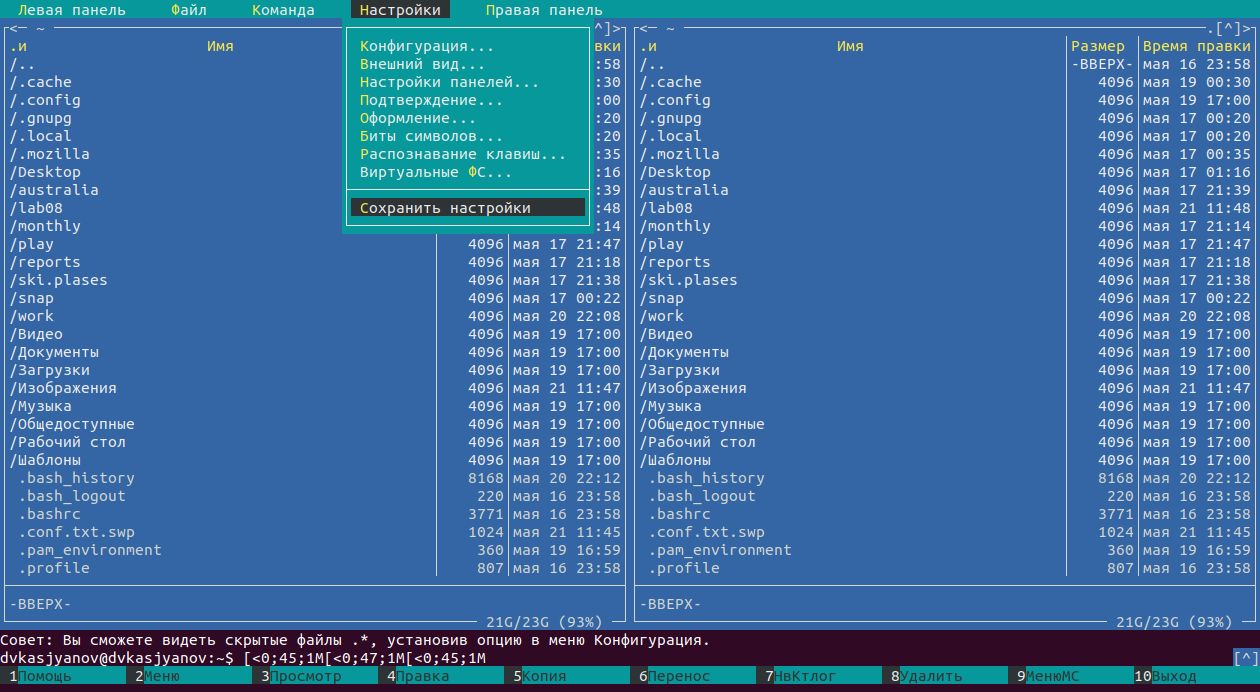 Левая панель Файл Команда Настройки Правая панель
<─ ~ ^]> <─ ~ .[^]>
.и Имя вки .и Имя Размер Время правки
/.. Конфигурация... :58 /.. -ВВЕРХ- мая 16 23:58
/.cache Внешний вид... :30 /.cache 4096 мая 19 00:30
/.config Настройки панелей... :00 /.config 4096 мая 19 17:00
/.gnupg Подтверждение... :20 /.gnupg 4096 мая 17 00:20
/.local Оформление... :20 /.local 4096 мая 17 00:20
/.mozilla Биты символов... :35 /.mozilla 4096 мая 17 00:35
/Desktop Распознавание клавиш... :16 /Desktop 4096 мая 17 01:16
/australia Виртуальные ФС... :39 /australia 4096 мая 17 21:39
/lab08 Сохранить настройки :48 /lab08 4096 мая 21 11:48
/monthly :14 /monthly 4096 мая 17 21:14
/play 4096 мая 17 21:47 /play 4096 мая 17 21:47
/reports 4096 мая 17 21:18 /reports 4096 мая 17 21:18
/ski.plases 4096 мая 17 21:38 /ski.plases 4096 мая 17 21:38
/snap 4096 мая 17 00:22 /snap 4096 мая 17 00:22
/work 4096 мая 20 22:08 /work 4096 мая 20 22:08
/Видео 4096 мая 19 17:00 /Видео 4096 мая 19 17:00
/Документы 4096 мая 19 17:00 /Документы 4096 мая 19 17:00
/Загрузки 4096 мая 19 17:00 /Загрузки 4096 мая 19 17:00
/Изображения 4096 мая 21 11:47 /Изображения 4096 мая 21 11:47
/Музыка 4096 мая 19 17:00 /Музыка 4096 мая 19 17:00
/Общедоступные 4096 мая 19 17:00 /Общедоступные 4096 мая 19 17:00
/Рабочий стол 4096 мая 19 17:00 /Рабочий стол 4096 мая 19 17:00
/Шаблоны 4096 мая 19 17:00 /Шаблоны 4096 мая 19 17:00
.bash_history 8168 мая 20 22:12 .bash_history 8168 мая 20 22:12
.bash_logout 220 мая 16 23:58 .bash_logout 220 мая 16 23:58
.bashrc 3771 мая 16 23:58 .bashrc 3771 мая 16 23:58
.conf.txt.swp 1024 мая 21 11:45 .conf.txt.swp 1024 мая 21 11:45
.pam_environment 360 мая 19 16:59 .pam_environment 360 мая 19 16:59
.profile 807 мая 16 23:58 .profile 807 мая 16 23:58
-ВВЕРХ- -ВВЕРХ-
21G/23G (93%) 21G/23G (93%)
Совет: Вы сможете видеть скрытые файлы .*, установив опцию в меню Конфигурация.
dvkasjyanov@dvkasjyanov:~$ [<0;45;1M[<0;47;1M[<0;45;1M [^]
1Помощь 2Меню 3Просмотр 4Правка 5Копия 6Перенос 7НвКтлог 8Удалить 9МенюМС 10Выход